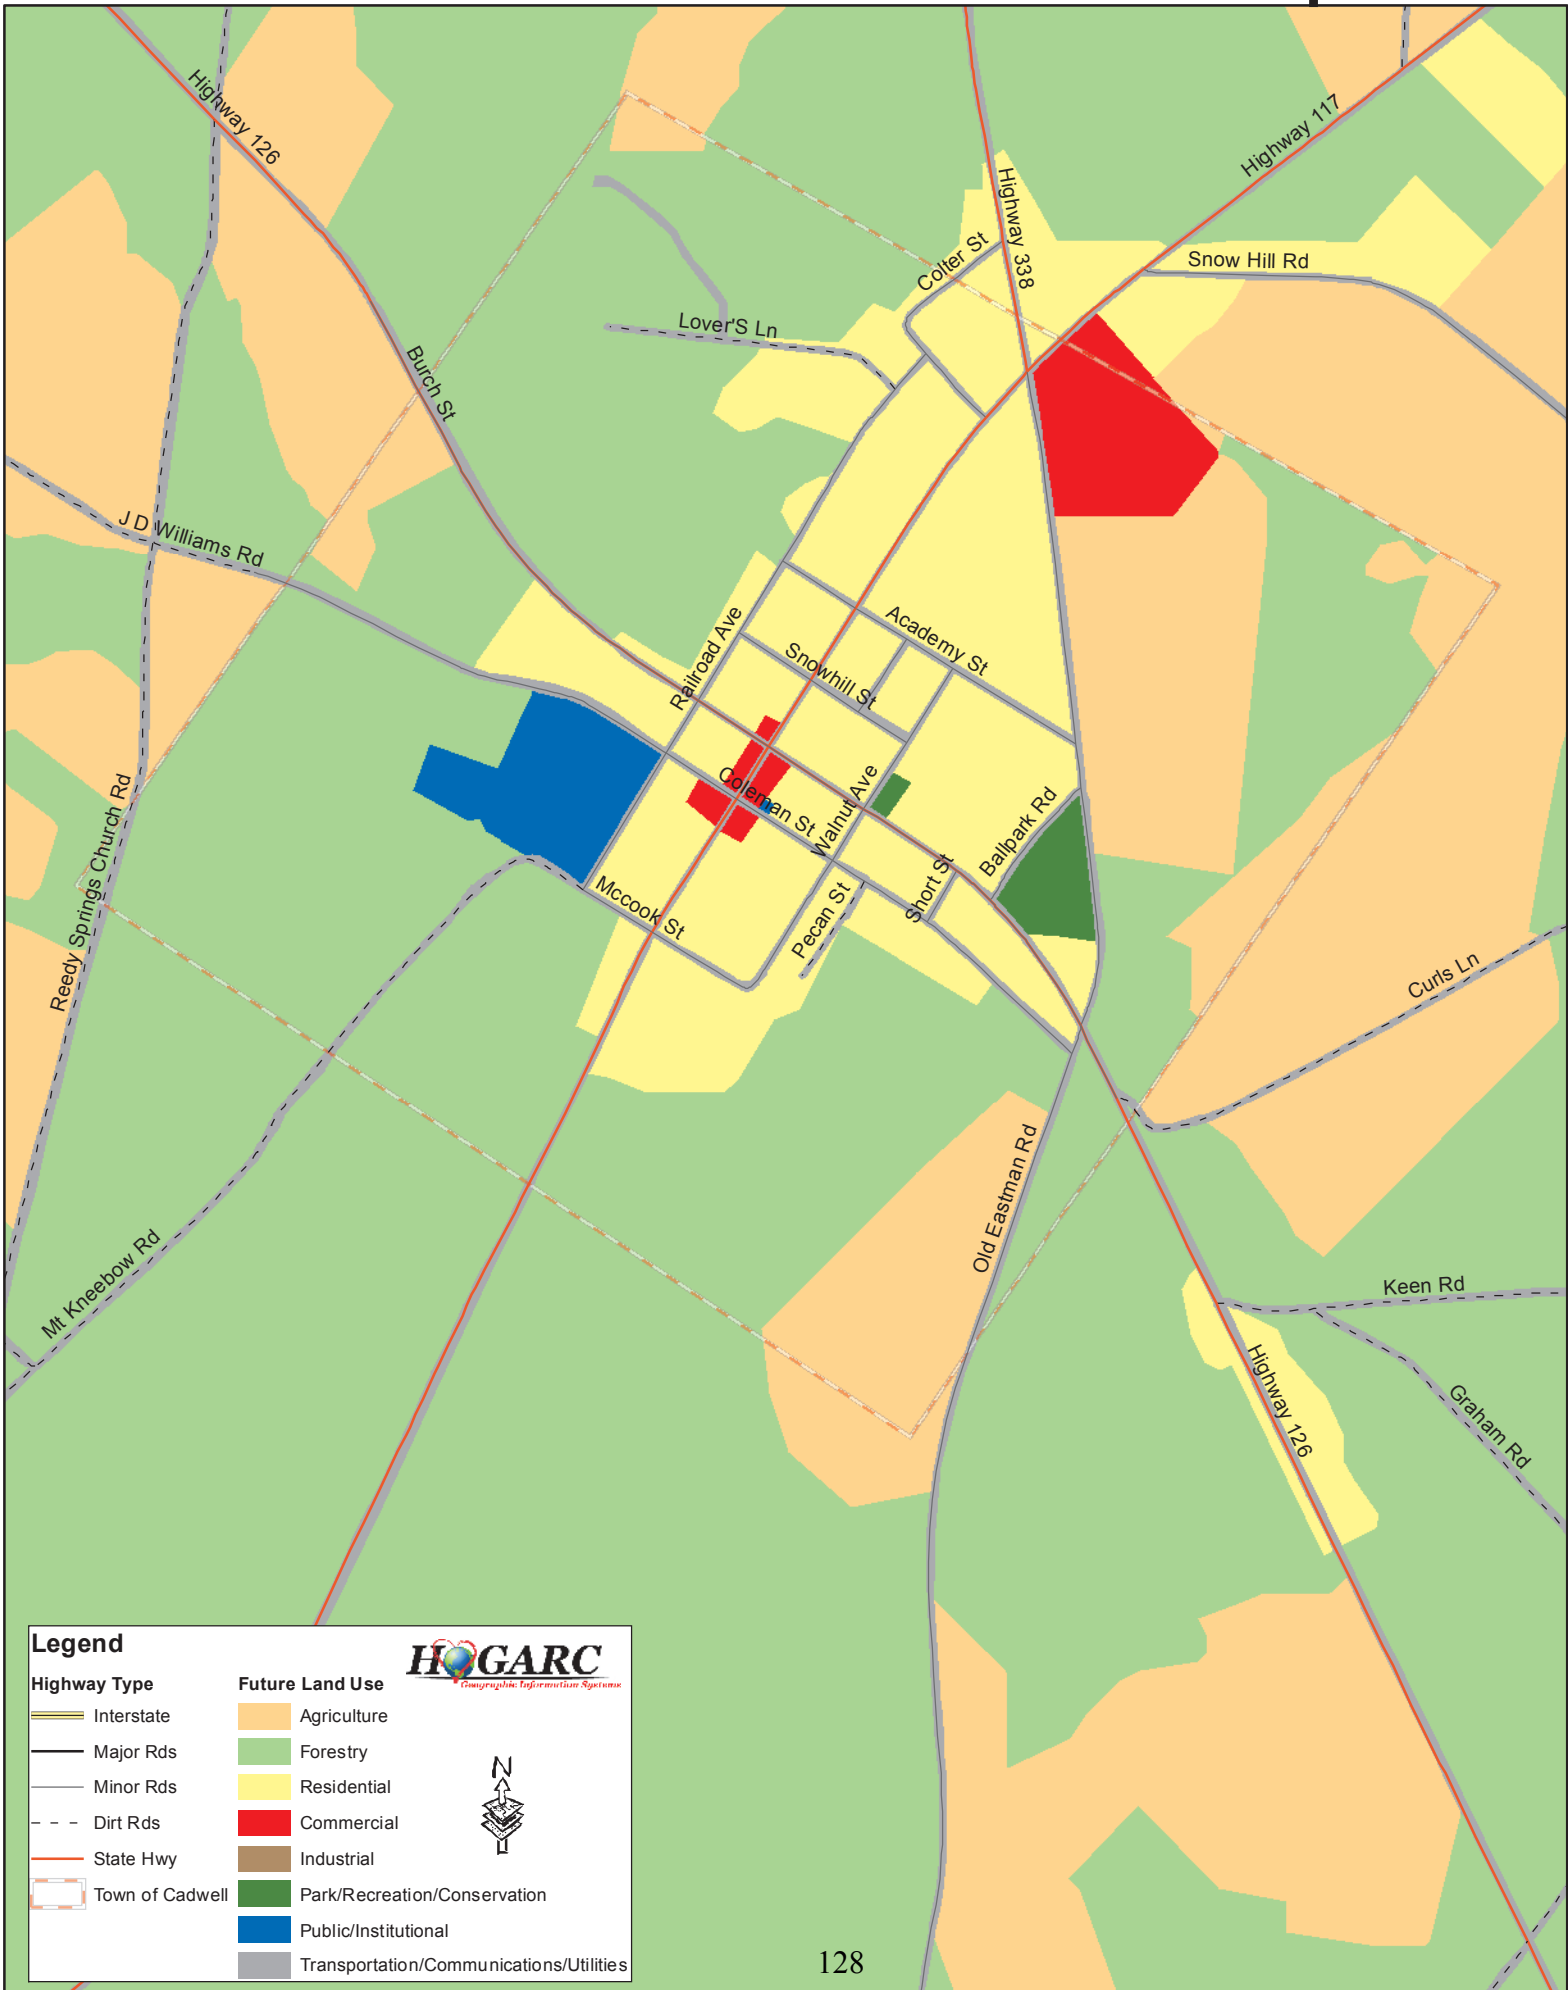 Highway 126
Highway 117
Highway 338
Colter St
Snow Hill Rd
Lover'S Ln
Burch St
J D Williams Rd
Academy St
Railroad Ave
Snowhill St
Coleman St
Walnut Ave
Ballpark Rd
Short St
Pecan St
Mccook St
Reedy Springs Church Rd
Curls Ln
Old Eastman Rd
Mt Kneebow Rd
Keen Rd
Highway 126
Graham Rd
Legend
HOGARC
Geographic Information Systems
Highway Type
Interstate
Major Rds
Minor Rds
Dirt Rds
State Hwy
Town of Cadwell
Future Land Use
Agriculture
Forestry
Residential
Commercial
Industrial
Park/Recreation/Conservation
Public/Institutional
Transportation/Communications/Utilities
N
128